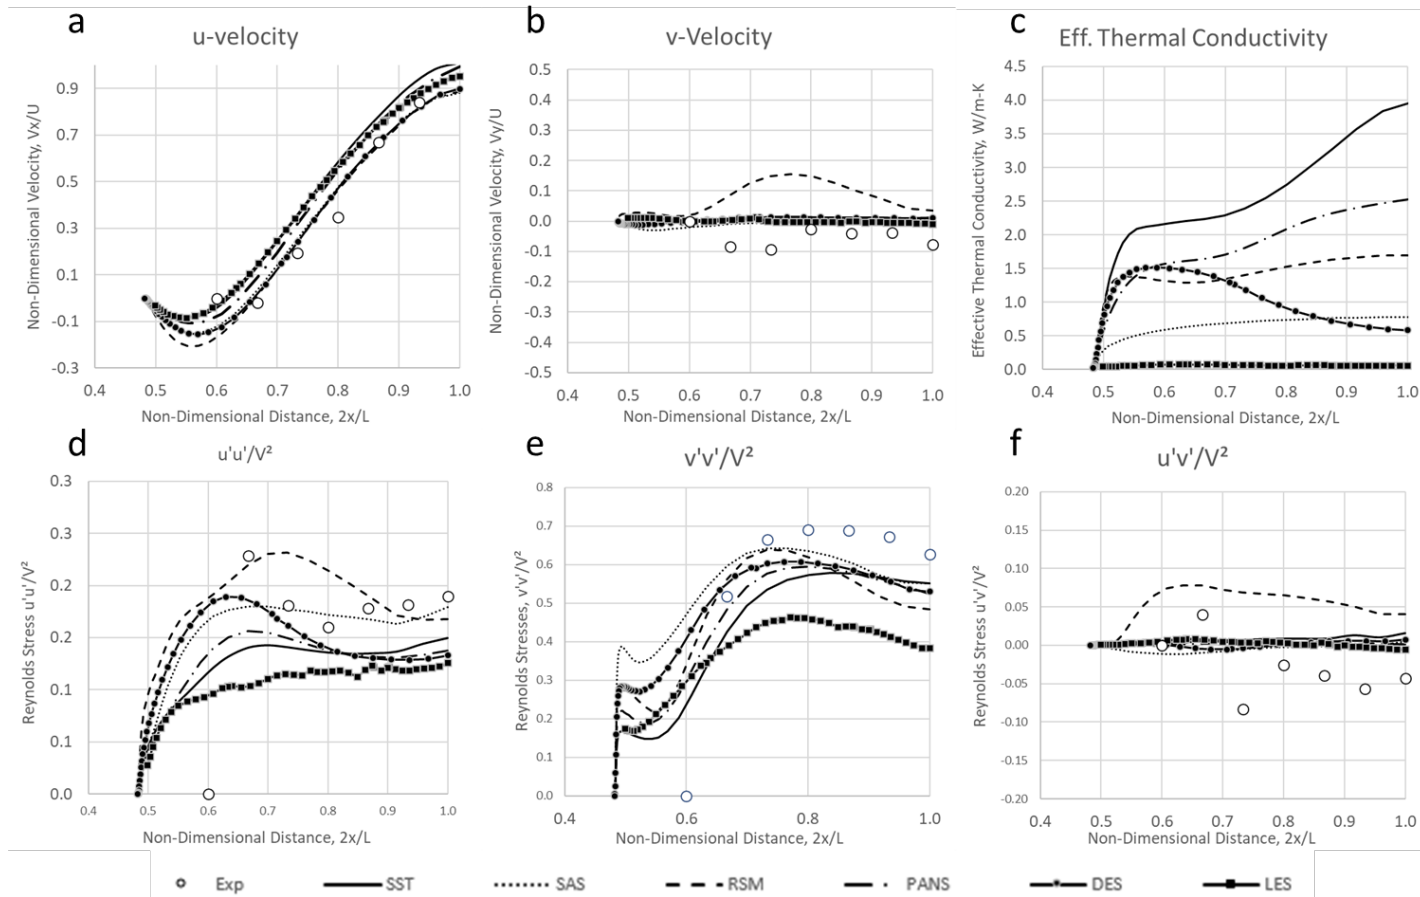 a
u-velocity
Non-Dimensional Velocity, Vx/U
0.9
0.7
0.5
0.3
0.1
-0.1
-0.3
0.4 0.5 0.6 0.7 0.8 0.9 1.0
Non-Dimensional Distance, 2x/L
b
v-Velocity
Non-Dimensional Velocity, Vy/U
0.5
0.4
0.3
0.2
0.1
0.0
-0.1
-0.2
-0.3
-0.4
-0.5
0.4 0.5 0.6 0.7 0.8 0.9 1.0
Non-Dimensional Distance, 2x/L
c
Eff. Thermal Conductivity
Effective Thermal Conductivity, W/m-K
4.5
4.0
3.5
3.0
2.5
2.0
1.5
1.0
0.5
0.0
0.4 0.5 0.6 0.7 0.8 0.9 1.0
Non-Dimensional Distance, 2x/L
d
u'u'/V²
Reynolds Stress u'u'/V²
0.3
0.3
0.2
0.2
0.1
0.1
0.0
0.4 0.5 0.6 0.7 0.8 0.9 1.0
Non-Dimensional Distance, 2x/L
e
v'v'/V²
Reynolds Stresses, v'v'/V²
0.8
0.7
0.6
0.5
0.4
0.3
0.2
0.1
0.0
0.4 0.6 0.8 1.0
Non-Dimensional Distance, 2x/L
f
u'v'/V²
Reynolds Stress u'v'/V²
0.20
0.15
0.10
0.05
0.00
-0.05
-0.10
-0.15
-0.20
0.4 0.5 0.6 0.7 0.8 0.9 1.0
Non-Dimensional Distance, 2x/L
Exp SST SAS RSM PANS DES LES